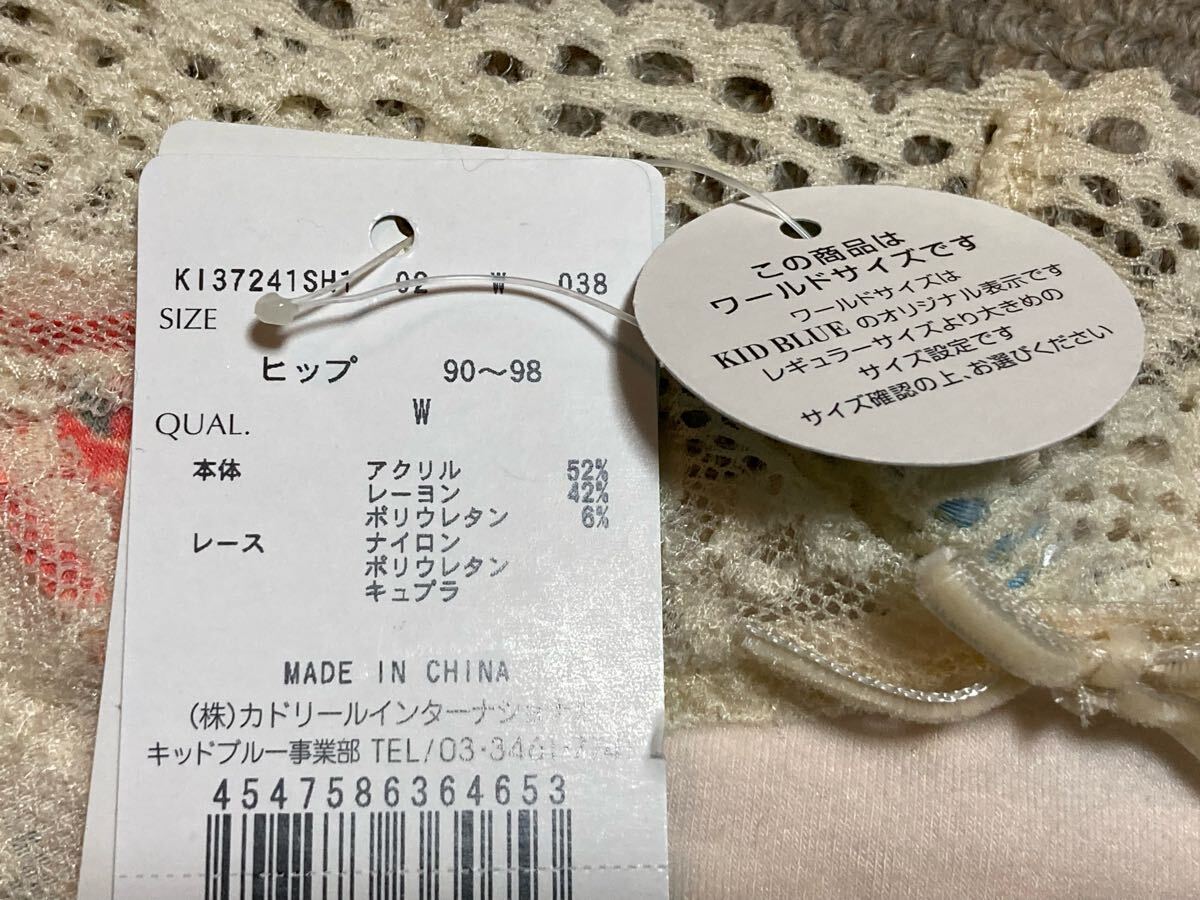 KI37241SH1 02 W 038
SIZE
ヒップ 90～98
W
QUAL.
本体 アクリル 52%
レーヨン 42%
ポリウレタン 6%
レース ナイロン
ポリウレタン
キュプラ
MADE IN CHINA
(株)カドリールインターナショナル
キッドブルー事業部 TEL/03-3461-
4547586364653
この商品は
ワールドサイズです
ワールドサイズは
KID BLUE のオリジナル表示です
レギュラーサイズより大きめの
サイズ設定です
サイズ確認の上、お選びください